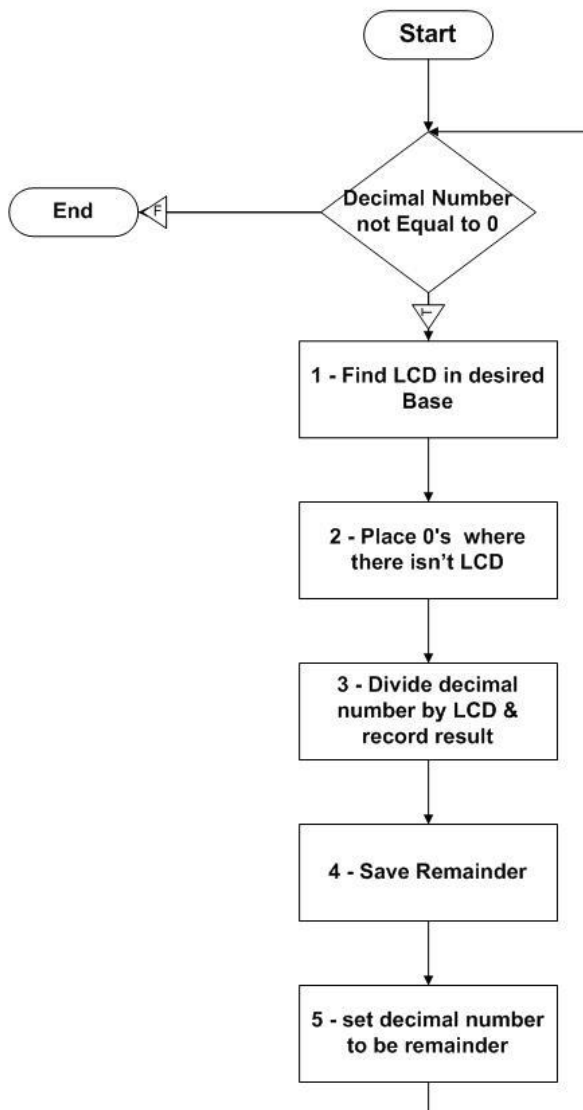 Start
Decimal Number
not Equal to 0
End
F
T
1 - Find LCD in desired
Base
2 - Place 0's where
there isn’t LCD
3 - Divide decimal
number by LCD &
record result
4 - Save Remainder
5 - set decimal number
to be remainder